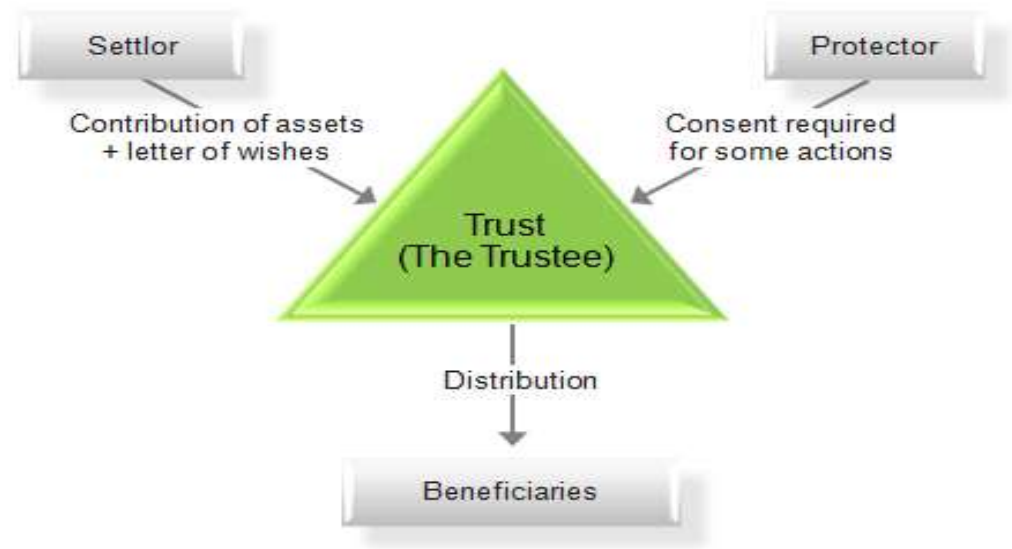 Settlor
Protector
Contribution of assets
+ letter of wishes
Consent required
for some actions
Trust
(The Trustee)
Distribution
Beneficiaries